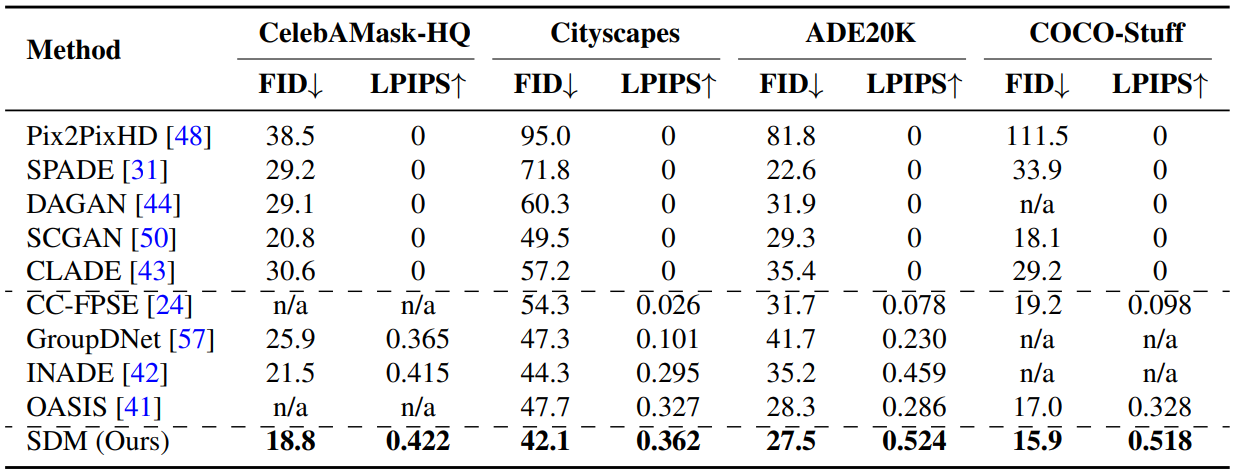 Method CelebAMask-HQ Cityscapes ADE20K COCO-Stuff
FID↓ LPIPS↑ FID↓ LPIPS↑ FID↓ LPIPS↑ FID↓ LPIPS↑
Pix2PixHD [48] 38.5 0 95.0 0 81.8 0 111.5 0
SPADE [31] 29.2 0 71.8 0 22.6 0 33.9 0
DAGAN [44] 29.1 0 60.3 0 31.9 0 n/a 0
SCGAN [50] 20.8 0 49.5 0 29.3 0 18.1 0
CLADE [43] 30.6 0 57.2 0 35.4 0 29.2 0
CC-FPSE [24] n/a n/a 54.3 0.026 31.7 0.078 19.2 0.098
GroupDNet [57] 25.9 0.365 47.3 0.101 41.7 0.230 n/a n/a
INADE [42] 21.5 0.415 44.3 0.295 35.2 0.459 n/a n/a
OASIS [41] n/a n/a 47.7 0.327 28.3 0.286 17.0 0.328
SDM (Ours) 18.8 0.422 42.1 0.362 27.5 0.524 15.9 0.518